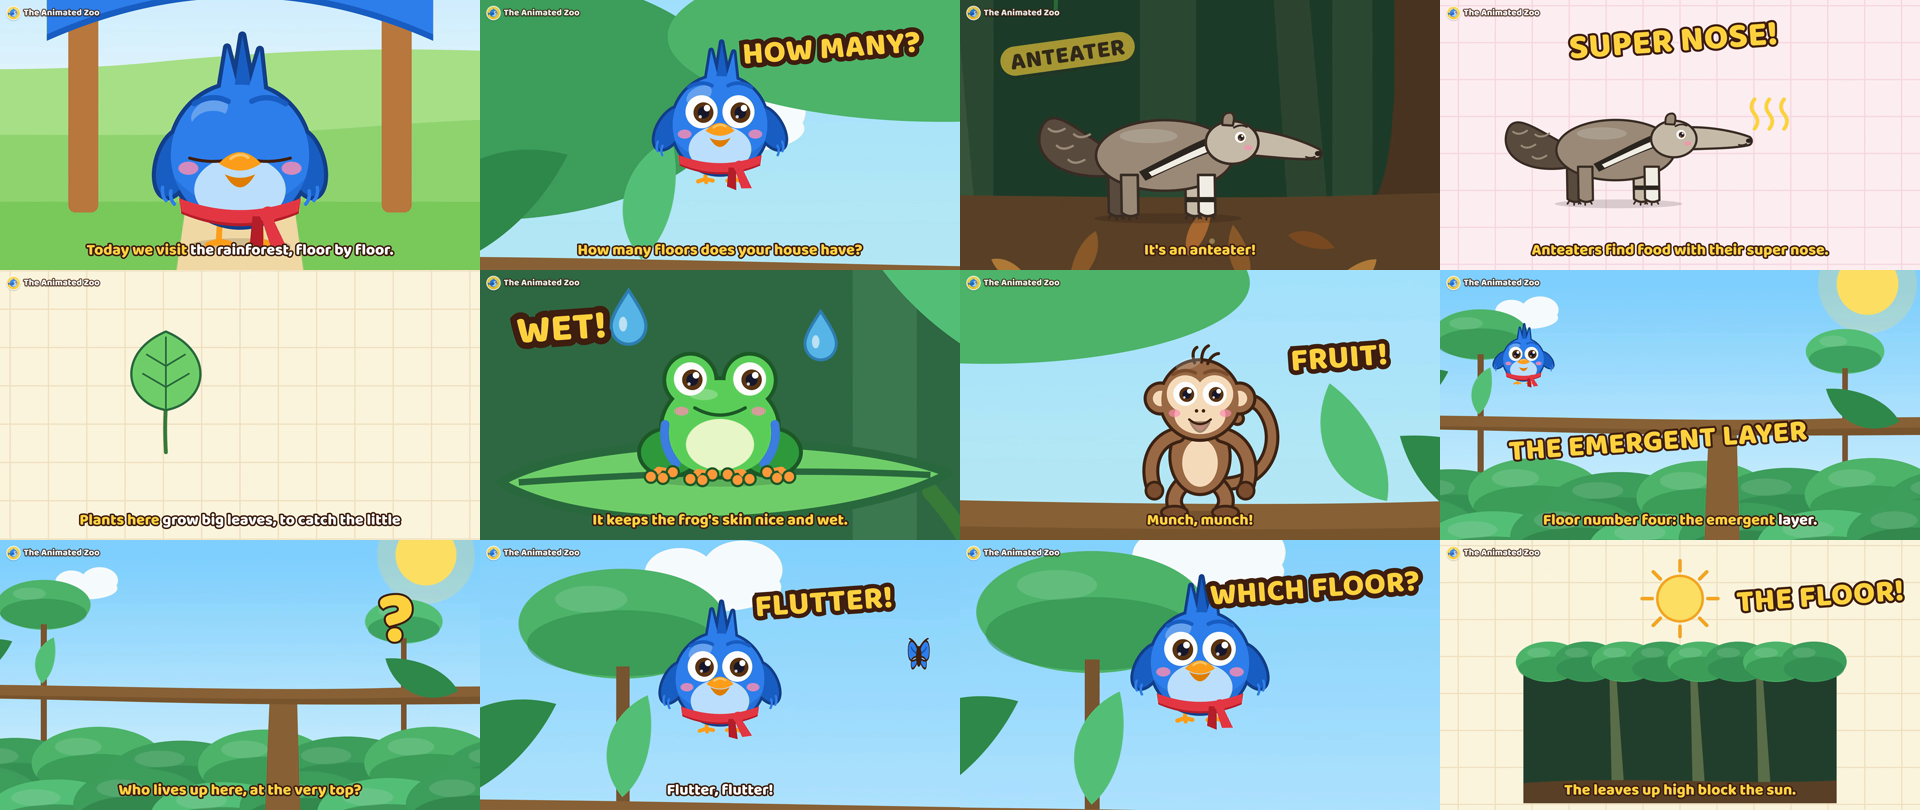 The Animated Zoo
Today we visit the rainforest, floor by floor.
The Animated Zoo
HOW MANY?
How many floors does your house have?
The Animated Zoo
ANTEATER
It's an anteater!
The Animated Zoo
SUPER NOSE!
Anteaters find food with their super nose.
The Animated Zoo
Plants here grow big leaves, to catch the little
The Animated Zoo
WET!
It keeps the frog's skin nice and wet.
The Animated Zoo
FRUIT!
Munch, munch!
The Animated Zoo
THE EMERGENT LAYER
Floor number four: the emergent layer.
The Animated Zoo
?
Who lives up here, at the very top?
The Animated Zoo
FLUTTER!
Flutter, flutter!
The Animated Zoo
WHICH FLOOR?
The Animated Zoo
THE FLOOR!
The leaves up high block the sun.